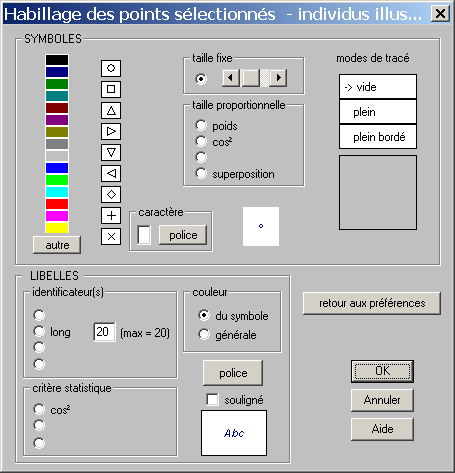 Habillage des points sélectionnés - individus illus...
SYMBOLES
autre
caractère
police
taille fixe
taille proportionnelle
poids
cos²
superposition
modes de tracé
-> vide
plein
plein bordé
LIBELLES
identificateur(s)
long 20 (max = 20)
critère statistique
cos²
couleur
du symbole
générale
police
souligné
Abc
retour aux préférences
OK
Annuler
Aide